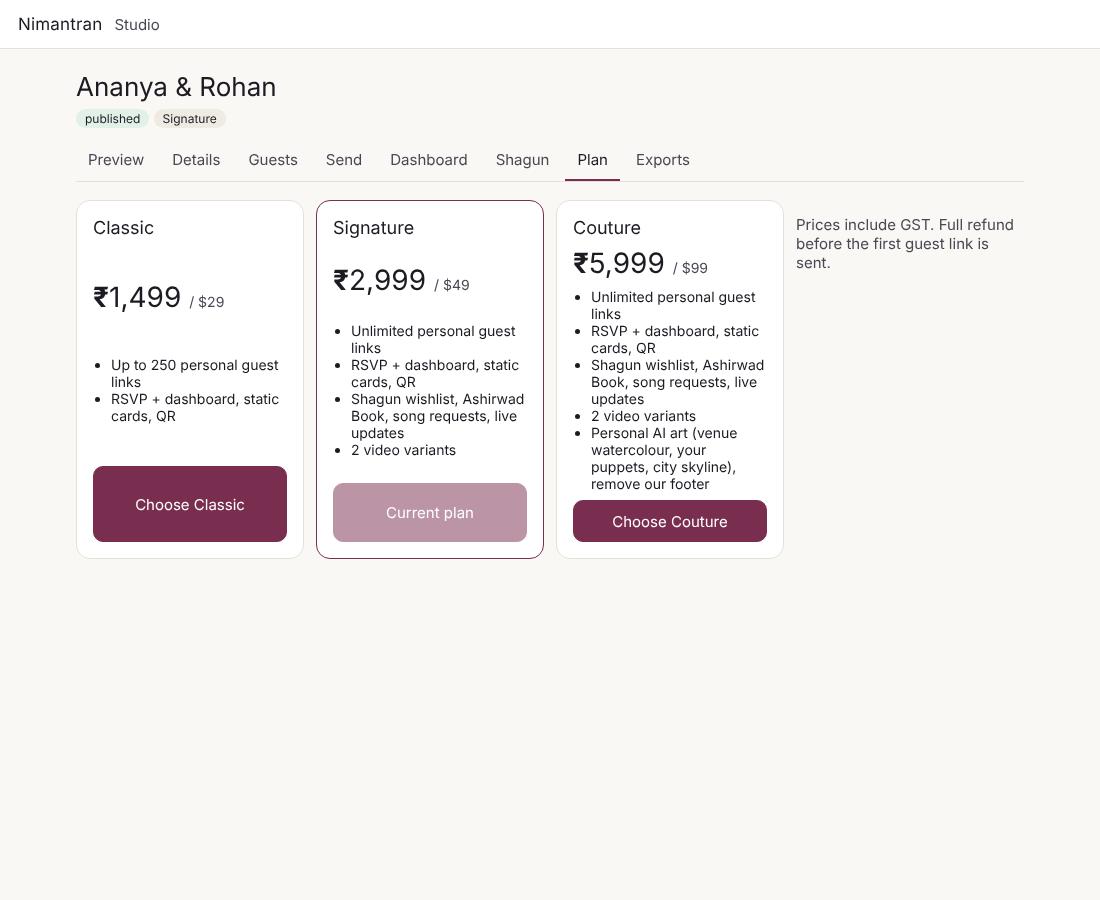 Nimantran Studio
Ananya & Rohan
published Signature
Preview Details Guests Send Dashboard Shagun Plan Exports
Classic
₹1,499 / $29
• Up to 250 personal guest
links
• RSVP + dashboard, static
cards, QR
Choose Classic
Signature
₹2,999 / $49
• Unlimited personal guest
links
• RSVP + dashboard, static
cards, QR
• Shagun wishlist, Ashirwad
Book, song requests, live
updates
• 2 video variants
Current plan
Couture
₹5,999 / $99
• Unlimited personal guest
links
• RSVP + dashboard, static
cards, QR
• Shagun wishlist, Ashirwad
Book, song requests, live
updates
• 2 video variants
• Personal AI art (venue
watercolour, your
puppets, city skyline),
remove our footer
Choose Couture
Prices include GST. Full refund
before the first guest link is
sent.